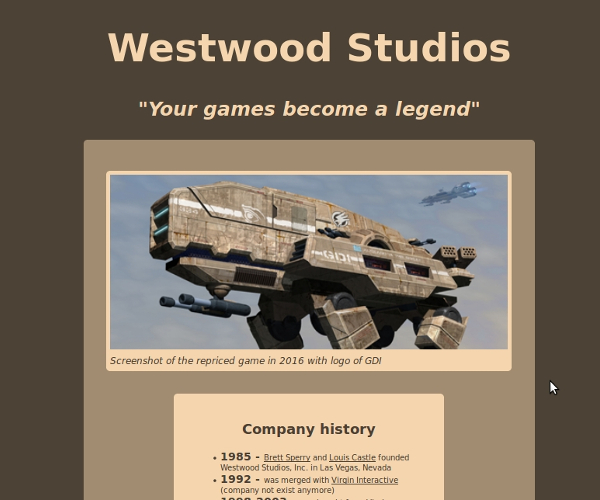 Westwood Studios
"Your games become a legend"
GDI
Screenshot of the repriced game in 2016 with logo of GDI
Company history
• 1985 - Brett Sperry and Louis Castle founded
Westwood Studios, Inc. in Las Vegas, Nevada
• 1992 - was merged with Virgin Interactive
(company not exist anymore)